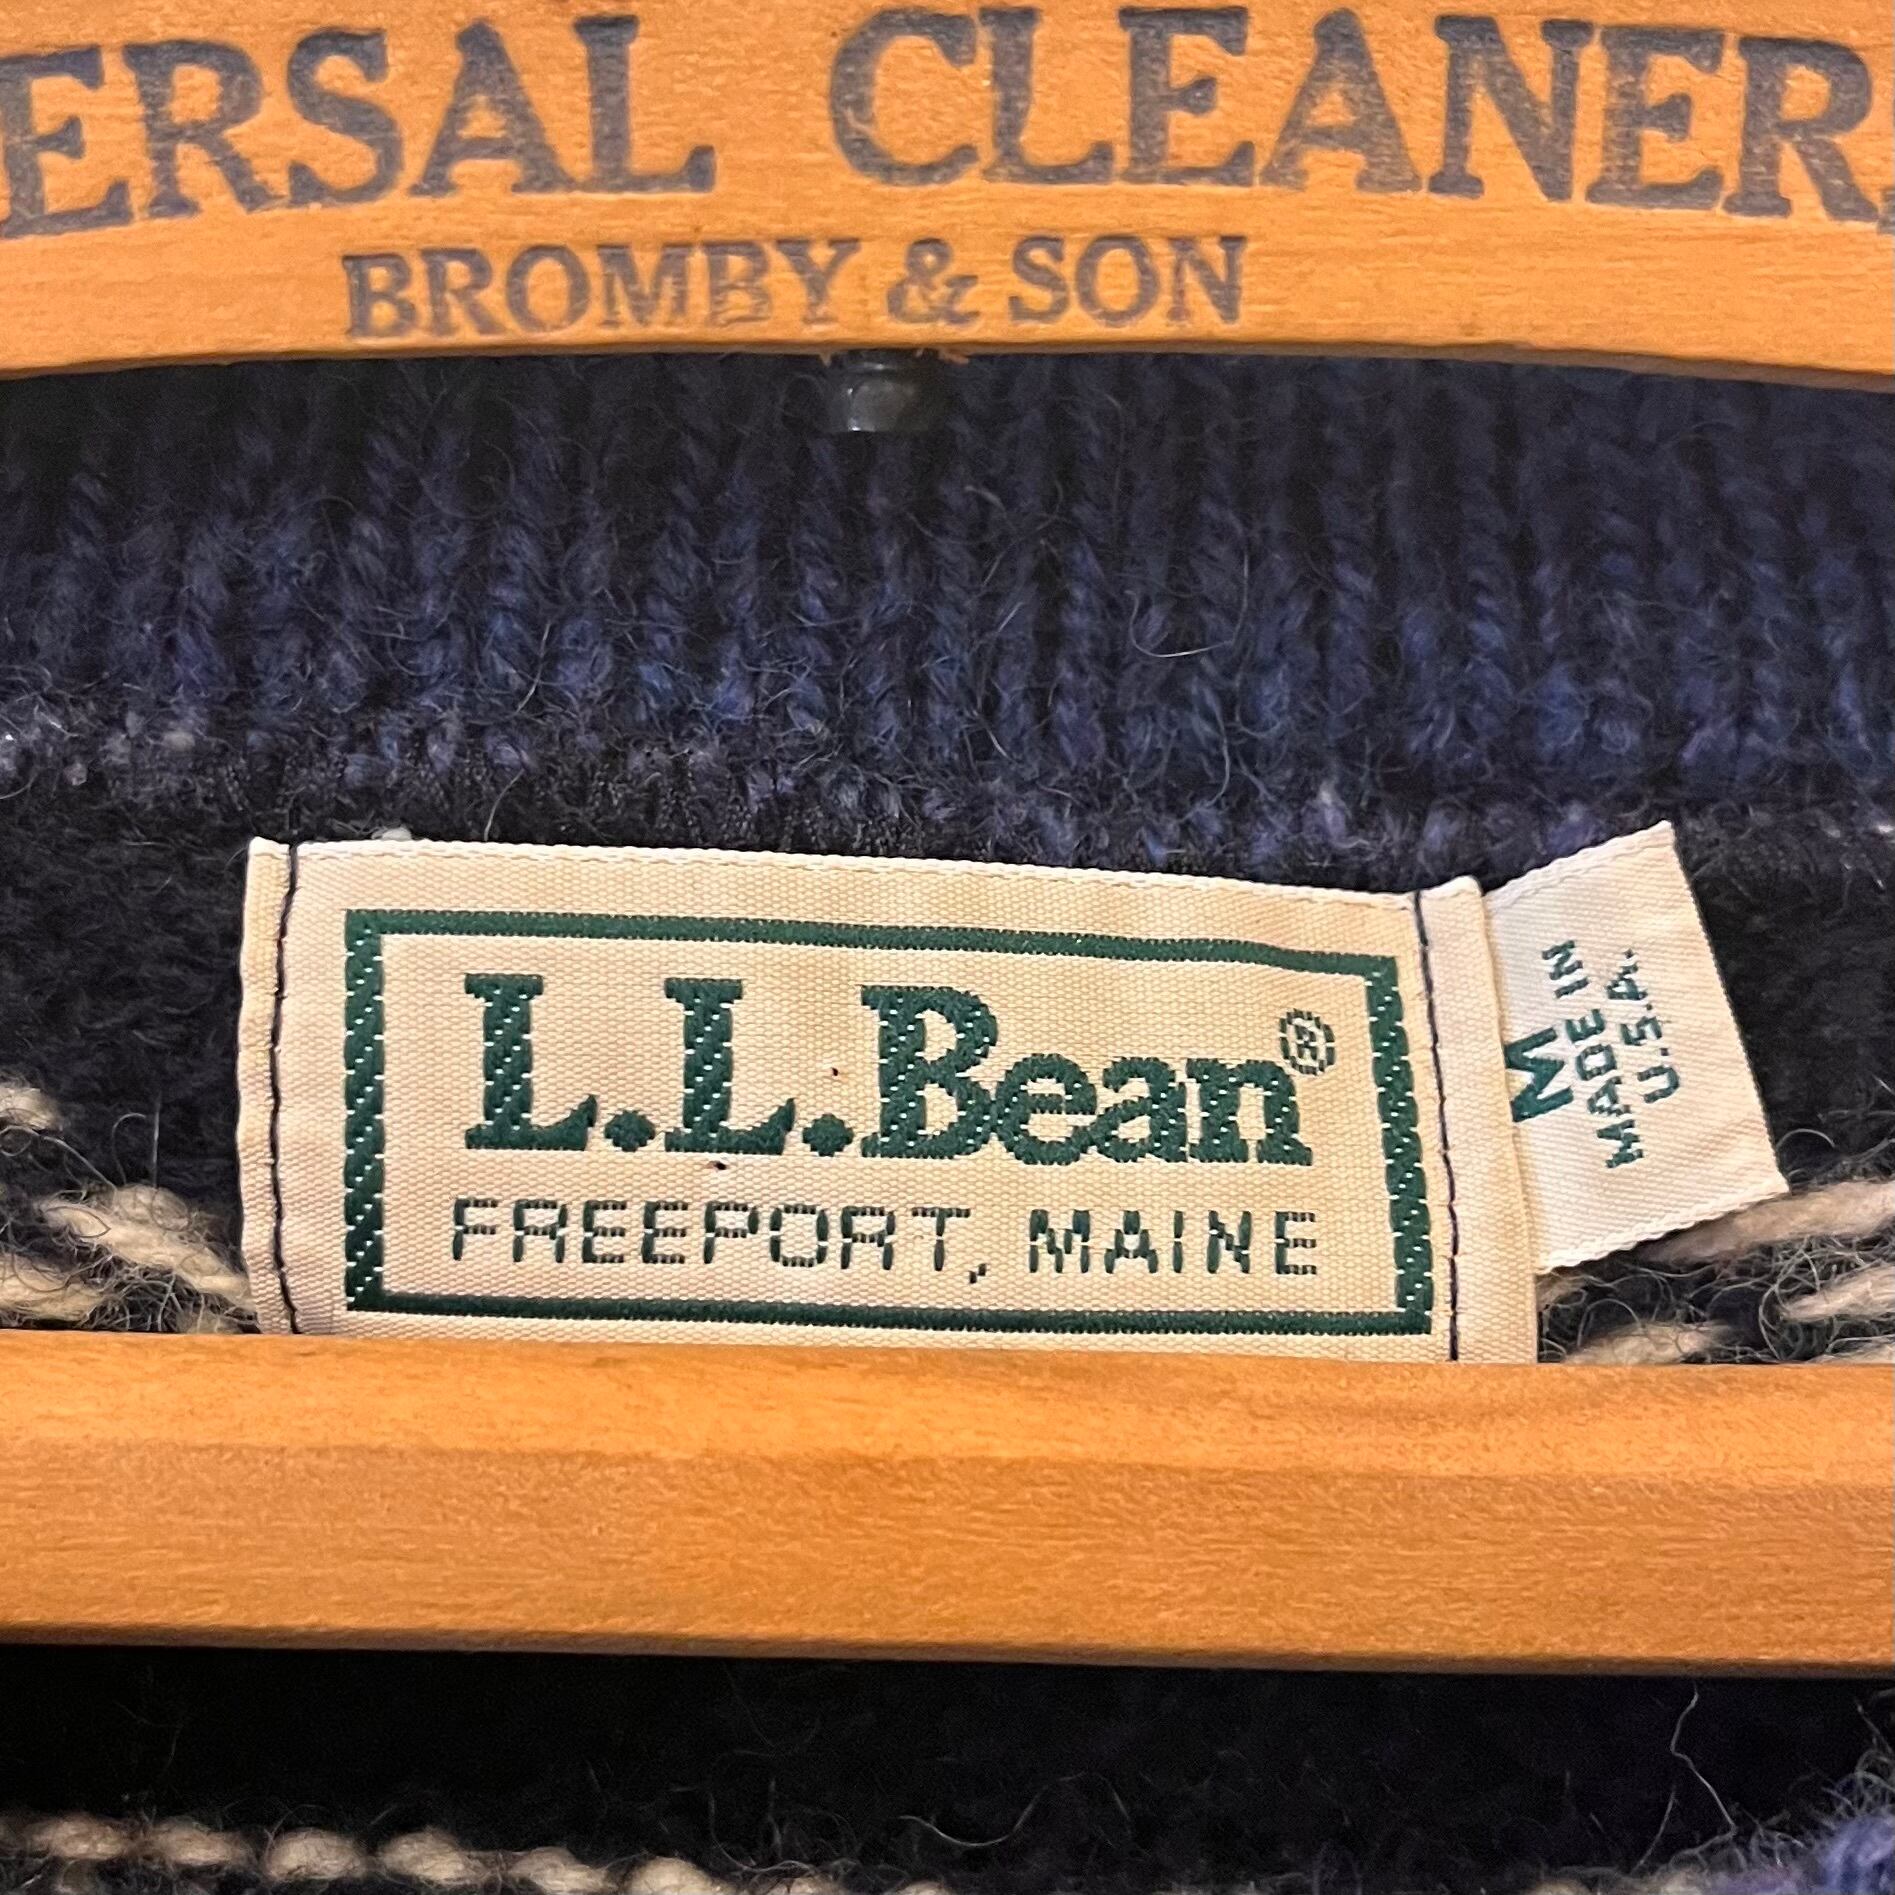 ERSAL CLEANER
BROMBY & SON
L.L.Bean®
FREEPORT, MAINE
M
MADE IN
U.S.A.